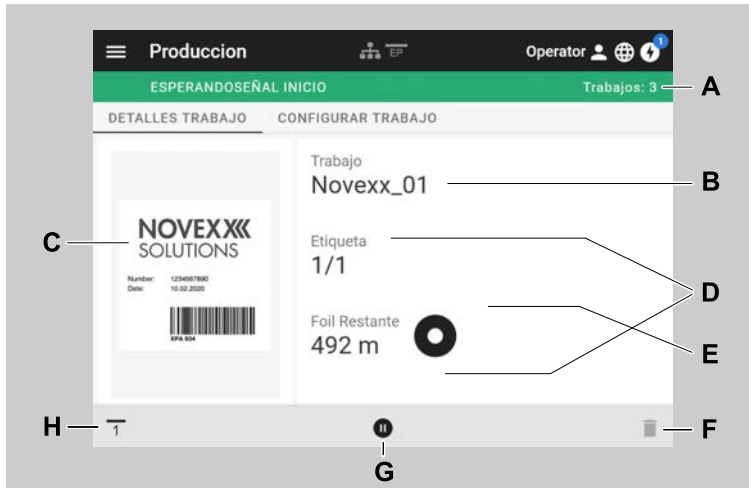 Produccion EP Operator 1
ESPERANDOSEÑAL INICIO Trabajos: 3 A
DETALLES TRABAJO CONFIGURAR TRABAJO
Trabajo
Novexx_01 B
NOVEXX
SOLUTIONS
C
Number: 1234567890
Date: 10.02.2020
XPA 934
Etiqueta
1/1
D
Foil Restante
492 m
E
H 1 F
G